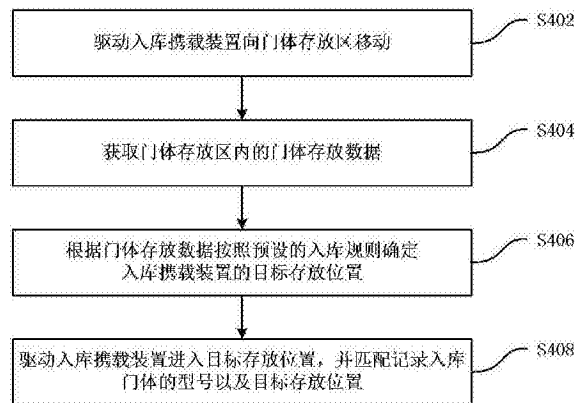 S402
驱动入库携载装置向门体存放区移动
S404
获取门体存放区内的门体存放数据
S406
根据门体存放数据按照预设的入库规则确定
入库携载装置的目标存放位置
S408
驱动入库携载装置进入目标存放位置，并匹配记录入库
门体的型号以及目标存放位置